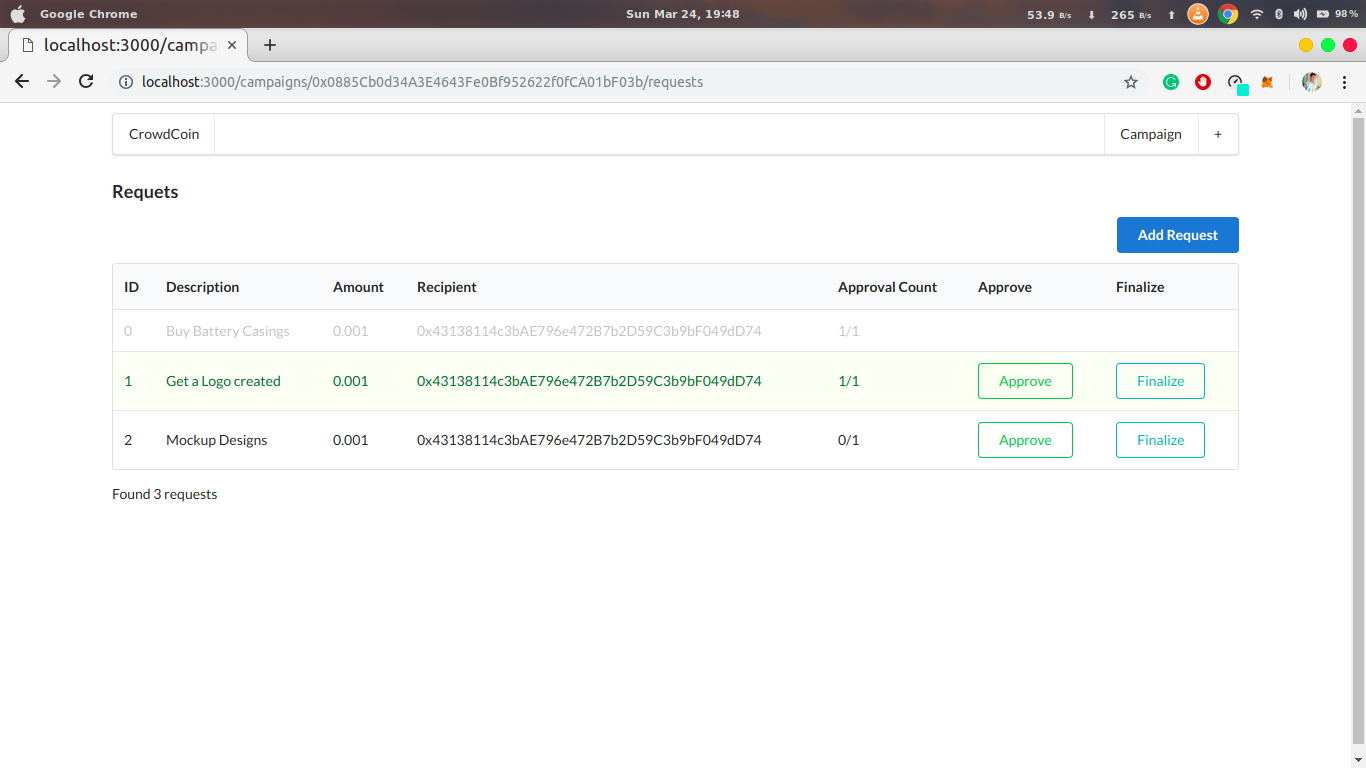 Google Chrome Sun Mar 24, 19:48 53.9 B/s 265 B/s 98%
localhost:3000/campa
localhost:3000/campaigns/0x0885Cb0d34A3E4643Fe0Bf952622f0fCA01bF03b/requests
CrowdCoin Campaign +
Requets
Add Request
ID Description Amount Recipient Approval Count Approve Finalize
0 Buy Battery Casings 0.001 0x43138114c3bAE796e472B7b2D59C3b9bF049dD74 1/1
1 Get a Logo created 0.001 0x43138114c3bAE796e472B7b2D59C3b9bF049dD74 1/1 Approve Finalize
2 Mockup Designs 0.001 0x43138114c3bAE796e472B7b2D59C3b9bF049dD74 0/1 Approve Finalize
Found 3 requests